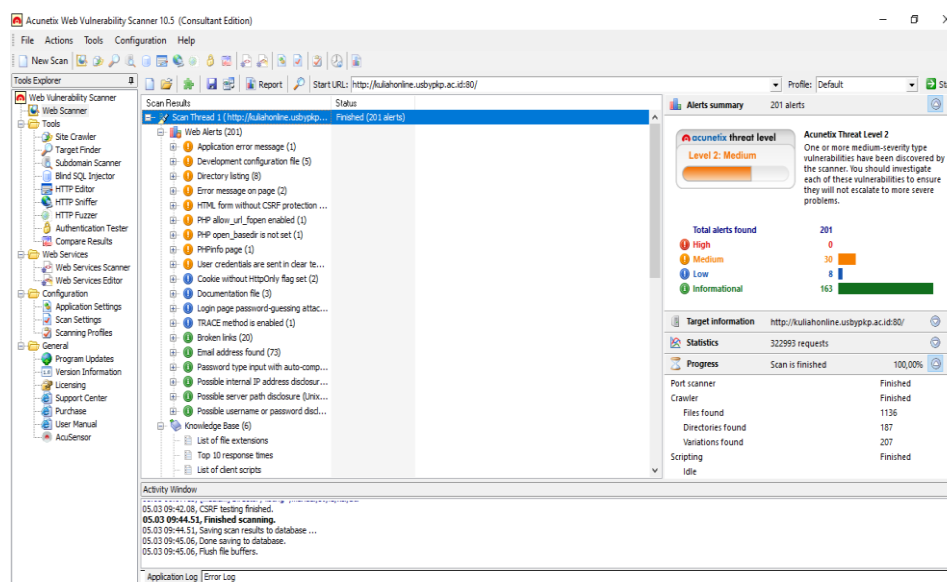 Acunetix Web Vulnerability Scanner 10.5 (Consultant Edition)
File Actions Tools Configuration Help
New Scan
Tools Explorer
Report
Start URL: http://kuliahonline.usbypkp.ac.id:80/
Profile: Default
St
Web Vulnerability Scanner
Web Scanner
Tools
Site Crawler
Target Finder
Subdomain Scanner
Blind SQL Injector
HTTP Editor
HTTP Sniffer
HTTP Fuzzer
Authentication Tester
Compare Results
Web Services
Web Services Scanner
Web Services Editor
Configuration
Application Settings
Scan Settings
Scanning Profiles
General
Program Updates
Version Information
Licensing
Support Center
Purchase
User Manual
AcuSensor
Scan Results Status
Scan Thread 1 ( http://kuliahonline.usbypkp... Finished (201 alerts)
Web Alerts (201)
Application error message (1)
Development configuration file (5)
Directory listing (8)
Error message on page (2)
HTML form without CSRF protection ...
PHP allow_url_fopen enabled (1)
PHP open_basedir is not set (1)
PHPinfo page (1)
User credentials are sent in clear te...
Cookie without HttpOnly flag set (2)
Documentation file (3)
Login page password-guessing attac...
TRACE method is enabled (1)
Broken links (20)
Email address found (73)
Password type input with auto-comp...
Possible internal IP address disclosur...
Possible server path disclosure (Unix...
Possible username or password discl...
Knowledge Base (6)
List of file extensions
Top 10 response times
List of client scripts
Alerts summary 201 alerts
acunetix threat level
Level 2: Medium
Acunetix Threat Level 2
One or more medium-severity type
vulnerabilities have been discovered by
the scanner. You should investigate
each of these vulnerabilities to ensure
they will not escalate to more severe
problems.
Total alerts found 201
High 0
Medium 30
Low 8
Informational 163
Target information http://kuliahonline.usbypkp.ac.id:80/
Statistics 322993 requests
Progress Scan is finished 100,00%
Port scanner Finished
Crawler Finished
Files found 1136
Directories found 187
Variations found 207
Scripting Finished
Idle
Activity Window
05.03 09:42.08, CSRF testing finished.
05.03 09:44.51, Finished scanning.
05.03 09:44.51, Saving scan results to database ...
05.03 09:45.06, Done saving to database.
05.03 09:45.06, Flush file buffers.
Application Log Error Log